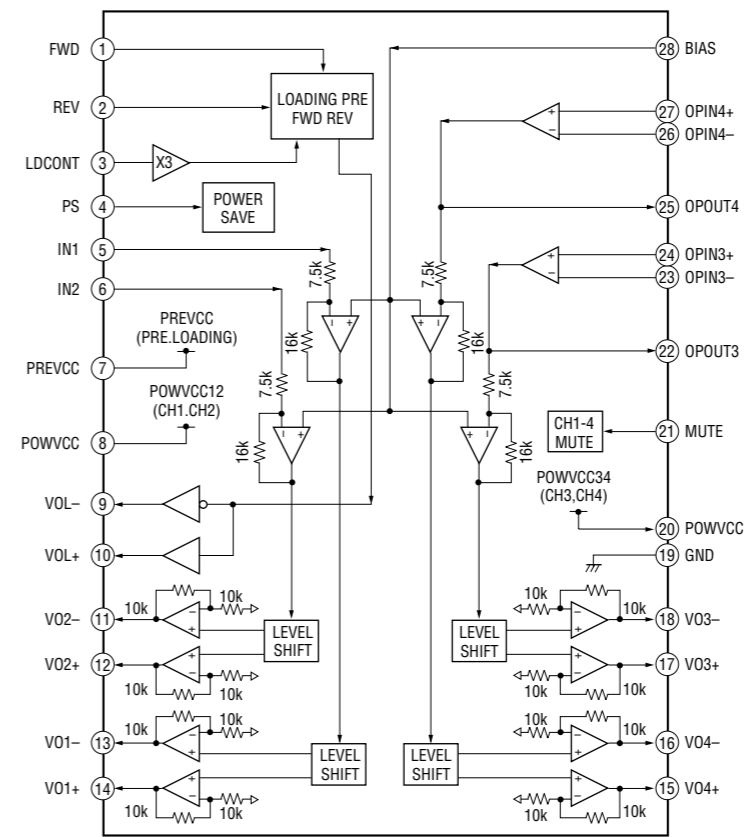 FWD 1
REV 2
LDCONT 3
PS 4
IN1 5
IN2 6
PREVCC 7
POWVCC 8
VOL− 9
VOL+ 10
VO2− 11
VO2+ 12
VO1− 13
VO1+ 14
28 BIAS
27 OPIN4+
26 OPIN4−
25 OPOUT4
24 OPIN3+
23 OPIN3−
22 OPOUT3
21 MUTE
20 POWVCC
19 GND
18 VO3−
17 VO3+
16 VO4−
15 VO4+
LOADING PRE
FWD REV
X3
POWER
SAVE
PREVCC
(PRE.LOADING)
POWVCC12
(CH1.CH2)
7.5k
16k
− +
7.5k
16k
− +
7.5k
16k
+ −
7.5k
16k
+ −
+
−
+
−
CH1-4
MUTE
POWVCC34
(CH3,CH4)
10k
10k
−
+
LEVEL
SHIFT
+
−
10k
10k
10k
10k
−
+
LEVEL
SHIFT
+
−
10k
10k
10k
10k
−
+
LEVEL
SHIFT
+
−
10k
10k
10k
10k
−
+
LEVEL
SHIFT
+
−
10k
10k